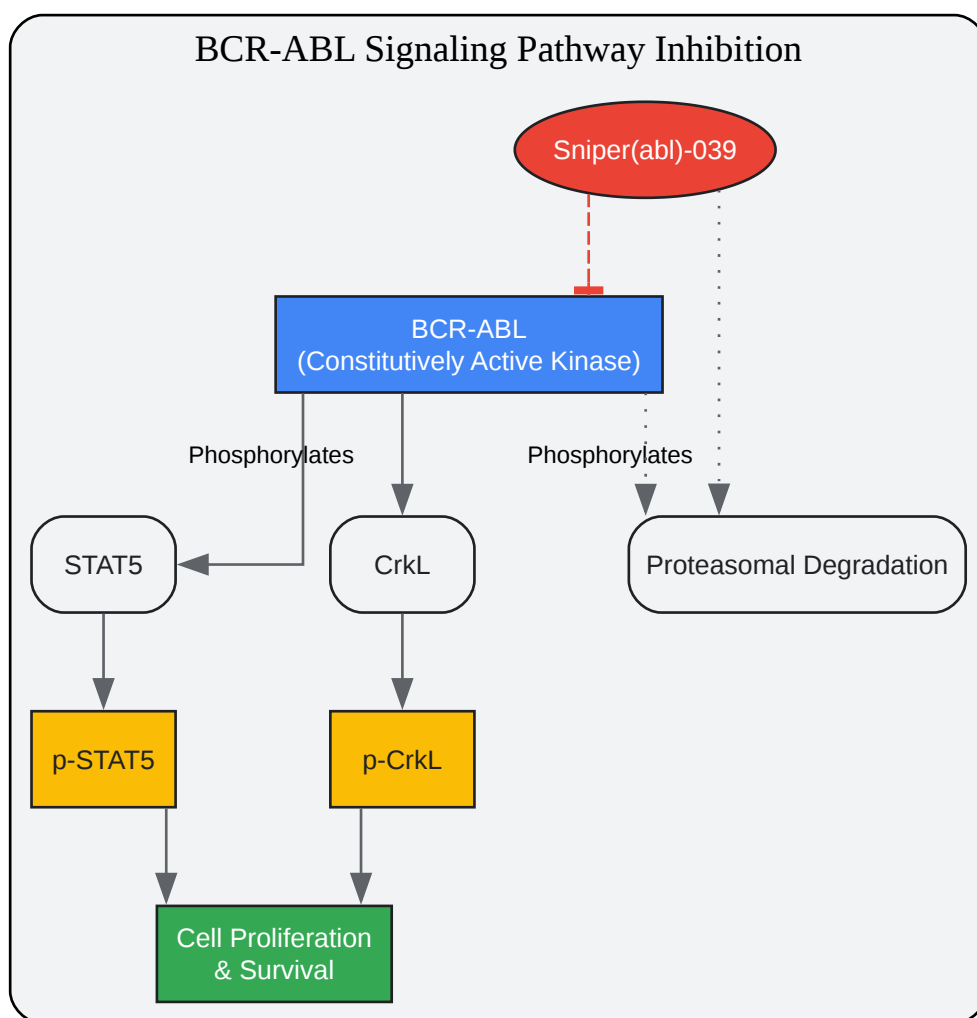 BCR-ABL Signaling Pathway Inhibition
Sniper(abl)-039
BCR-ABL
(Constitutively Active Kinase)
Phosphorylates
Phosphorylates
STAT5
CrkL
Proteasomal Degradation
p-STAT5
p-CrkL
Cell Proliferation
& Survival